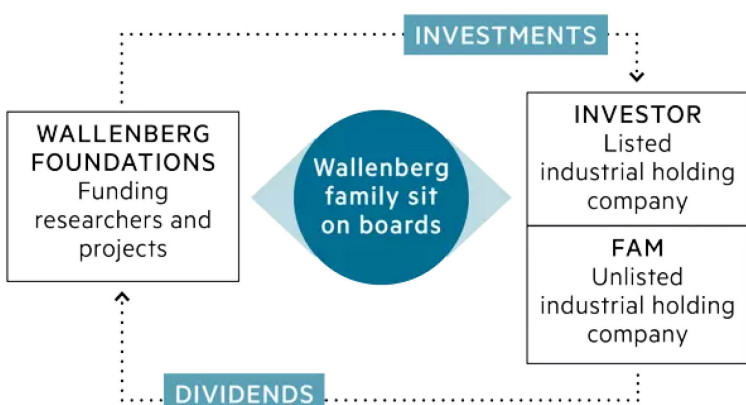 INVESTMENTS
WALLENBERG
FOUNDATIONS
Funding
researchers and
projects
Wallenberg
family sit
on boards
INVESTOR
Listed
industrial holding
company
FAM
Unlisted
industrial holding
company
DIVIDENDS